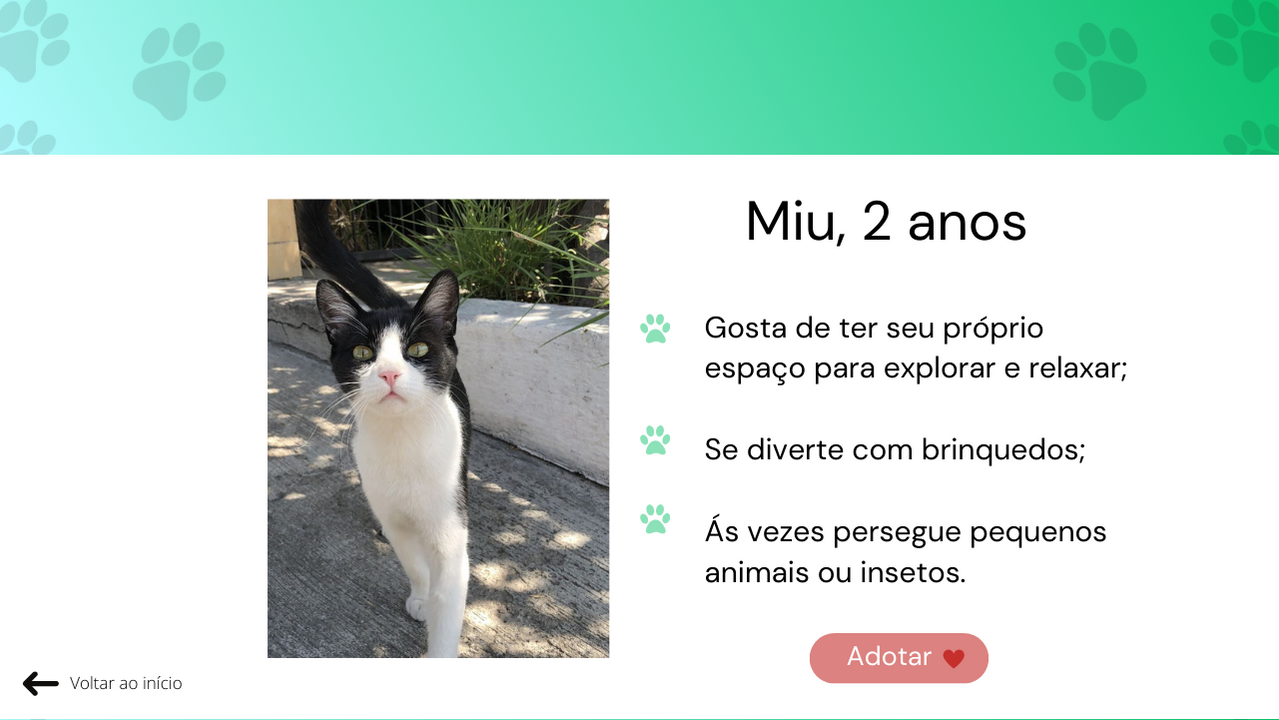 Miu, 2 anos
Gosta de ter seu próprio
espaço para explorar e relaxar;
Se diverte com brinquedos;
Ás vezes persegue pequenos
animais ou insetos.
Adotar
Voltar ao início